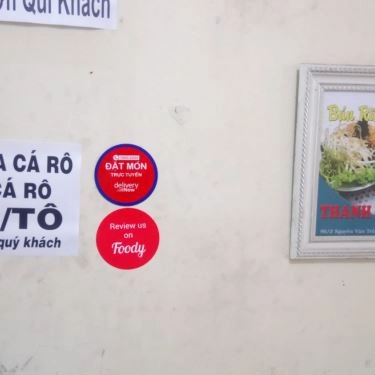 Quí Khách
A CÁ RÔ
CÁ RÔ
/TÔ
quý khách
ĐẶT MÓN
TRỰC TUYẾN
delivery
Now
Review us
on
Foody
Bún
THANH